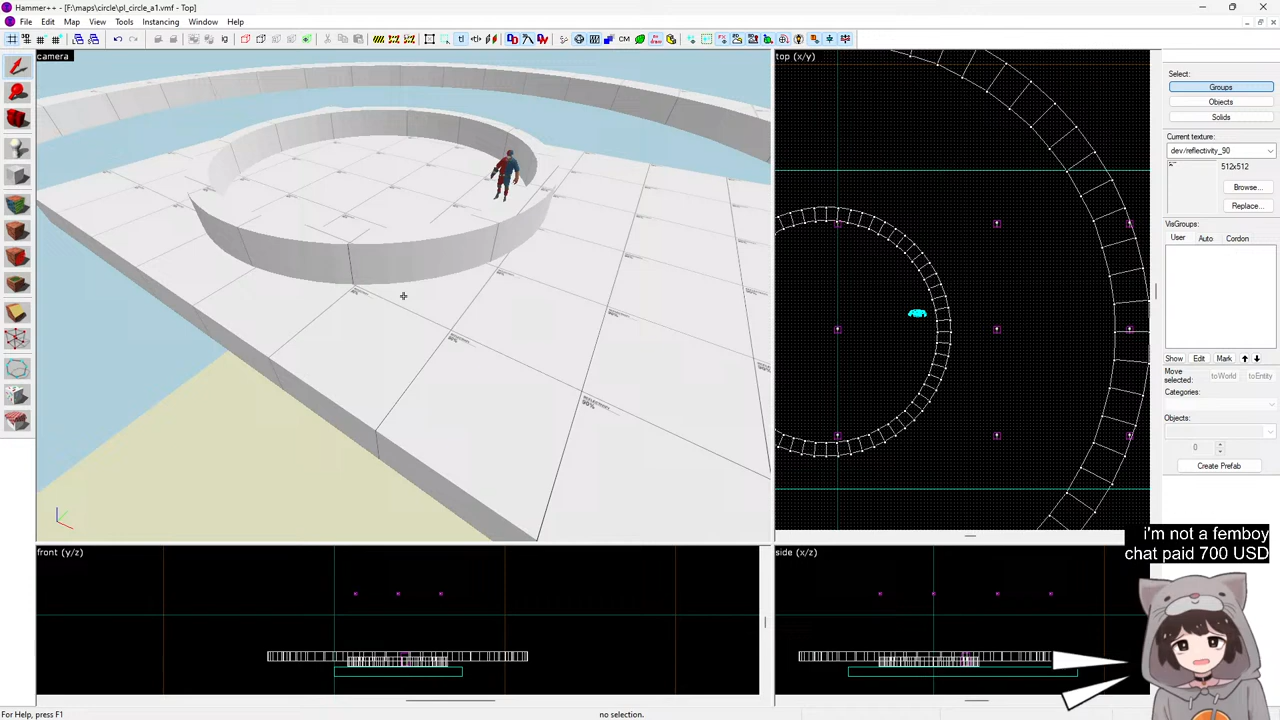 Hammer++ - [F:\maps\circle\pl_circle_a1.vmf - Top]
File Edit Map View Tools Instancing Window Help
camera
top (x/y)
Select:
Groups
Objects
Solids
Current texture:
dev/reflectivity_90
512x512
Browse...
Replace...
VisGroups:
User Auto Cordon
Show Edit Mark
Move selected:
toWorld toEntity
Categories:
Objects:
0
Create Prefab
front (y/z)
side (x/z)
i'm not a femboy
chat paid 700 USD
For Help, press F1
no selection.